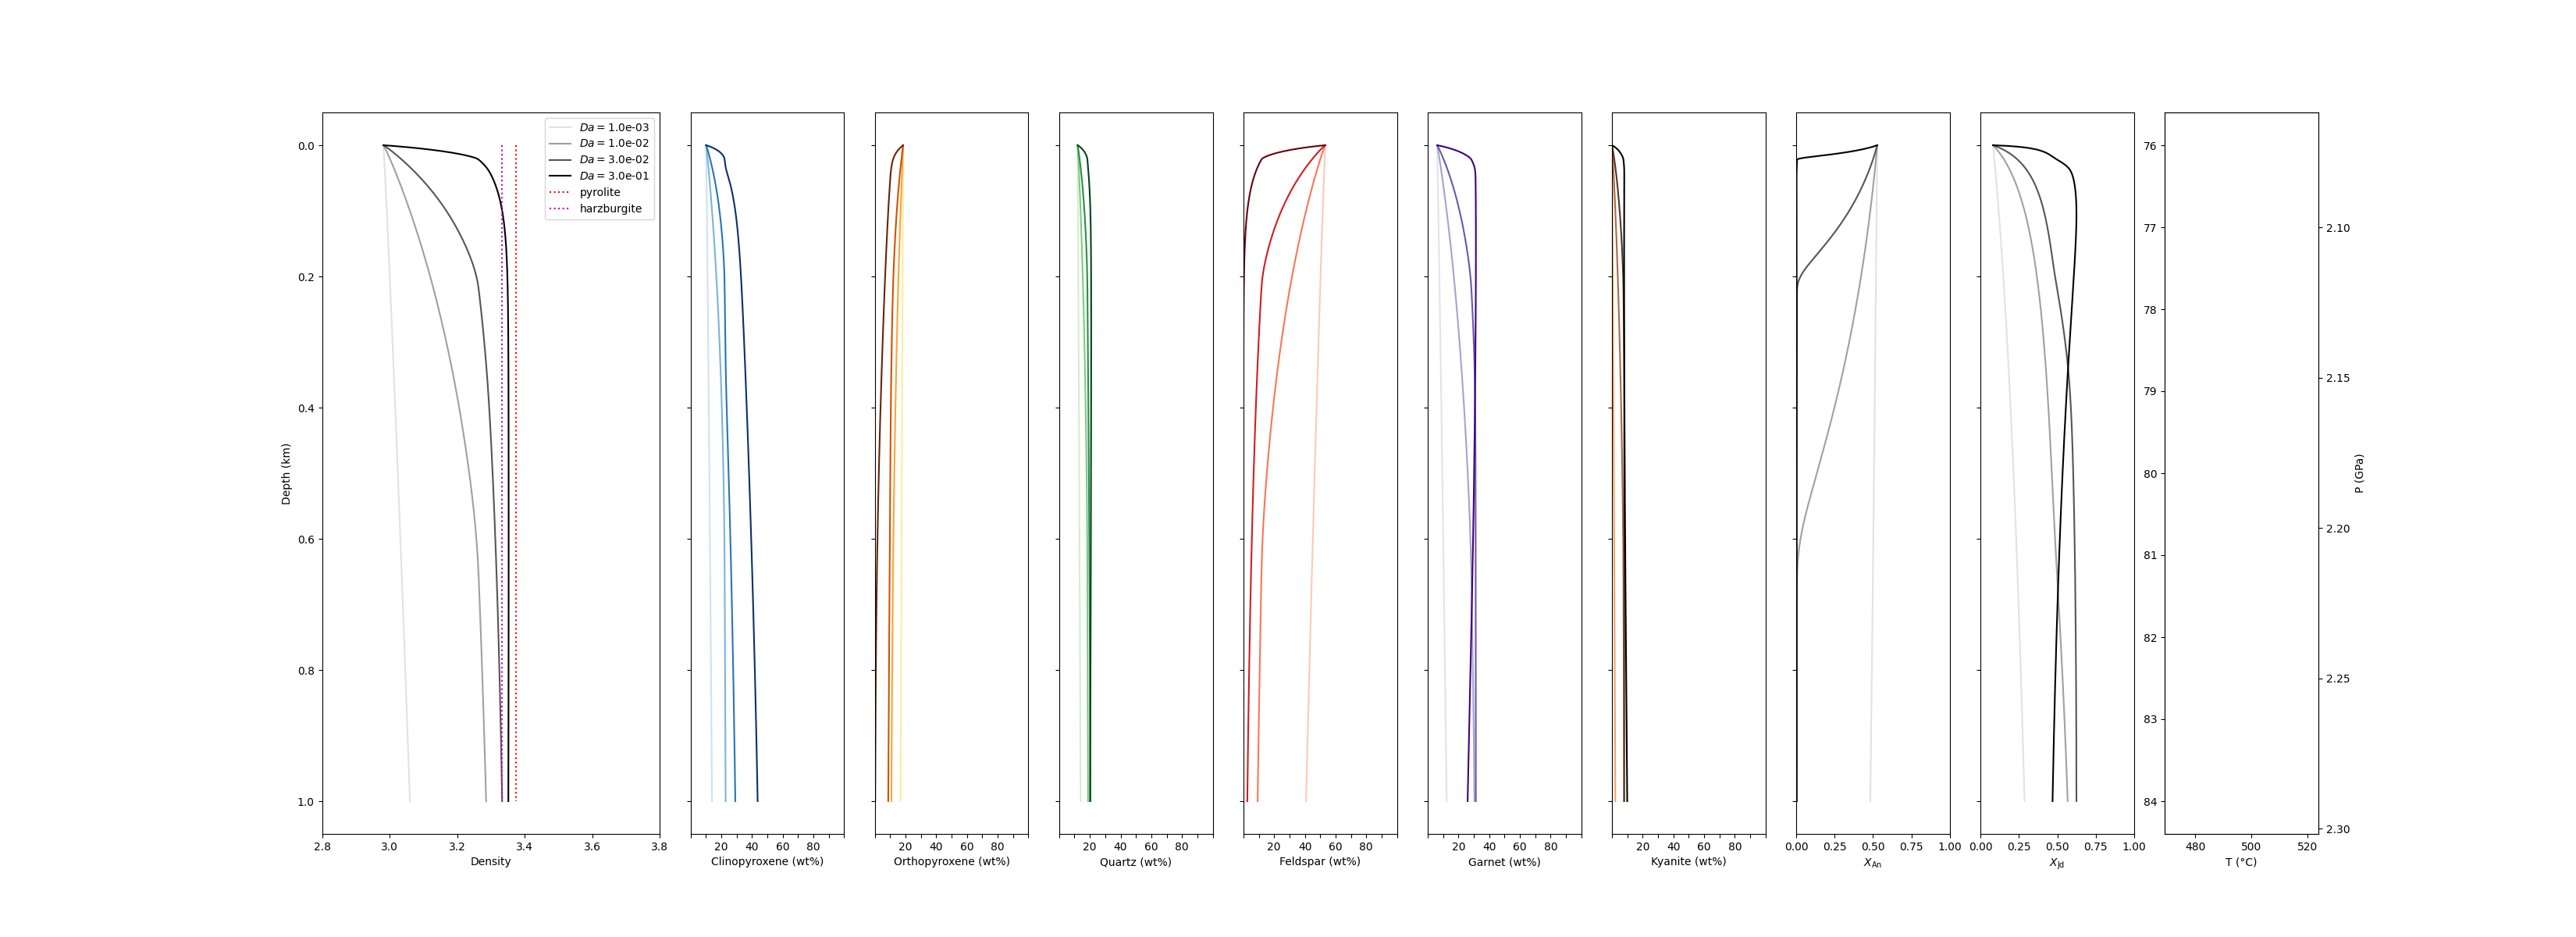 Da = 1.0e-03
Da = 1.0e-02
Da = 3.0e-02
Da = 3.0e-01
pyrolite
harzburgite
0.0
0.2
0.4
0.6
0.8
1.0
Depth (km)
2.8 3.0 3.2 3.4 3.6 3.8
Density
20 40 60 80
Clinopyroxene (wt%)
20 40 60 80
Orthopyroxene (wt%)
20 40 60 80
Quartz (wt%)
20 40 60 80
Feldspar (wt%)
20 40 60 80
Garnet (wt%)
20 40 60 80
Kyanite (wt%)
0.00 0.25 0.50 0.75 1.00
XAn
0.00 0.25 0.50 0.75 1.00
XJd
76
77
78
79
80
81
82
83
84
480 500 520
T (°C)
2.10
2.15
2.20
2.25
2.30
P (GPa)